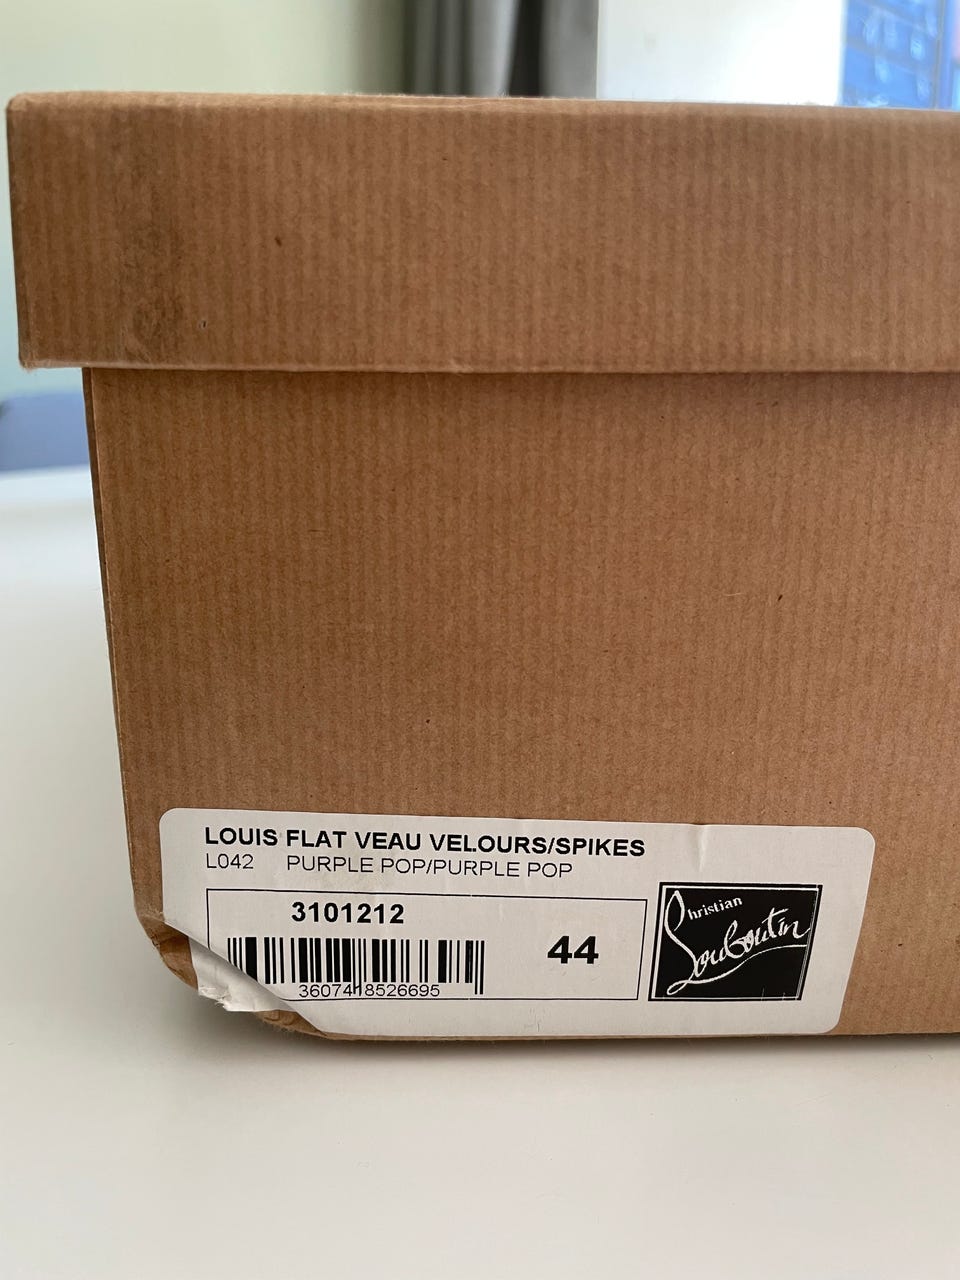 LOUIS FLAT VEAU VELOURS/SPIKES
L042 PURPLE POP/PURPLE POP
3101212
44
3607418526695
Christian
Louboutin